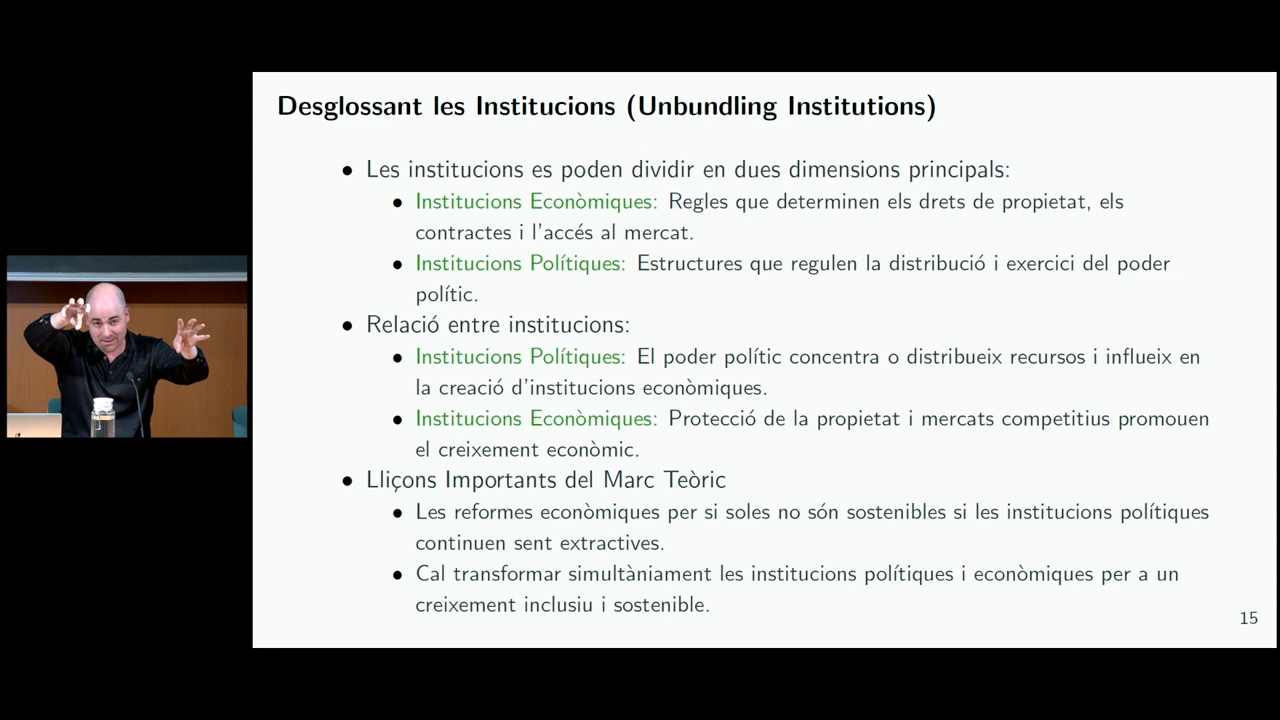 Desglossant les Institucions (Unbundling Institutions)
• Les institucions es poden dividir en dues dimensions principals:
• Institucions Econòmiques: Regles que determinen els drets de propietat, els
contractes i l'accés al mercat.
• Institucions Polítiques: Estructures que regulen la distribució i exercici del poder
polític.
• Relació entre institucions:
• Institucions Polítiques: El poder polític concentra o distribueix recursos i influeix en
la creació d'institucions econòmiques.
• Institucions Econòmiques: Protecció de la propietat i mercats competitius promouen
el creixement econòmic.
• Lliçons Importants del Marc Teòric
• Les reformes econòmiques per si soles no són sostenibles si les institucions polítiques
continuen sent extractives.
• Cal transformar simultàniament les institucions polítiques i econòmiques per a un
creixement inclusiu i sostenible.
15